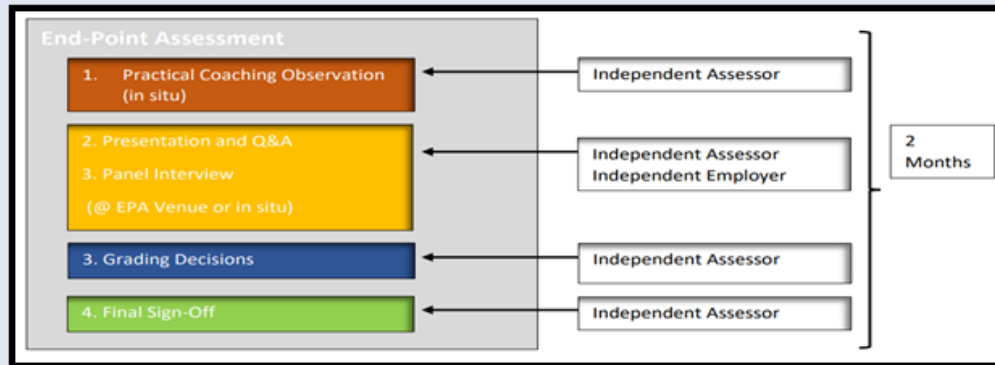 End-Point Assessment
1. Practical Coaching Observation
(in situ)
Independent Assessor
2. Presentation and Q&A
3. Panel Interview
(@ EPA Venue or in situ)
Independent Assessor
Independent Employer
3. Grading Decisions
Independent Assessor
4. Final Sign-Off
Independent Assessor
2
Months